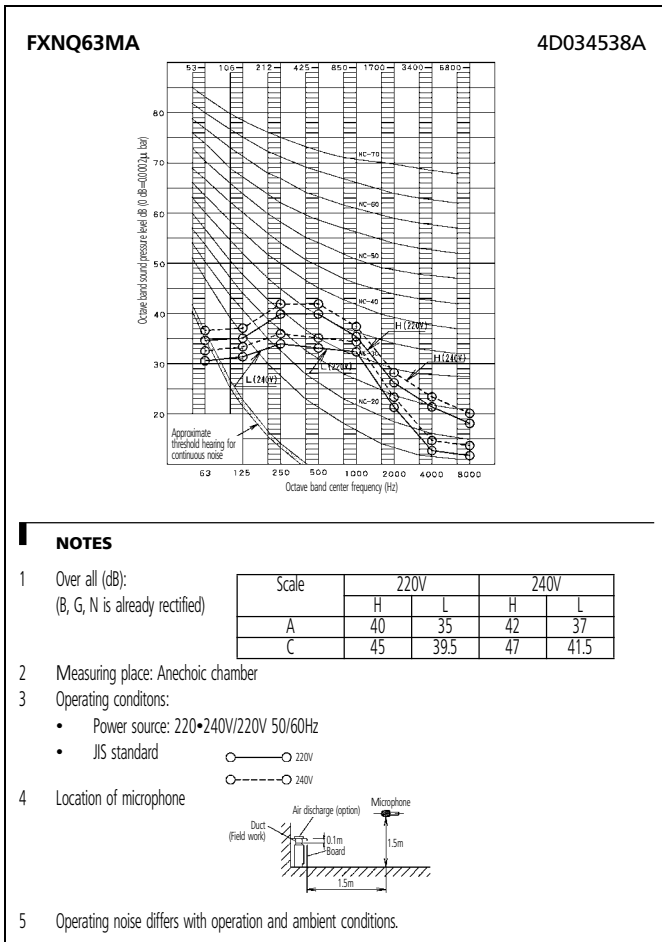 FXNQ63MA 4D034538A
53 106 212 425 850 1700 3400 6800
80
70
60
50
40
30
20
Octave band sound pressure level dB (0 dB=0.0002µ bar)
NC-70
NC-60
NC-50
NC-40
NC-20
H(220V)
H(240V)
L(220V)
L(240V)
Approximate
threshold hearing for
continuous noise
63 125 250 500 1000 2000 4000 8000
Octave band center frequency (Hz)
NOTES
1 Over all (dB):
(B, G, N is already rectified)
Scale 220V 240V
H L H L
A 40 35 42 37
C 45 39.5 47 41.5
2 Measuring place: Anechoic chamber
3 Operating conditons:
• Power source: 220•240V/220V 50/60Hz
• JIS standard
220V
240V
4 Location of microphone
Air discharge (option)
Microphone
Duct
(Field work)
0.1m
Board
1.5m
1.5m
5 Operating noise differs with operation and ambient conditions.